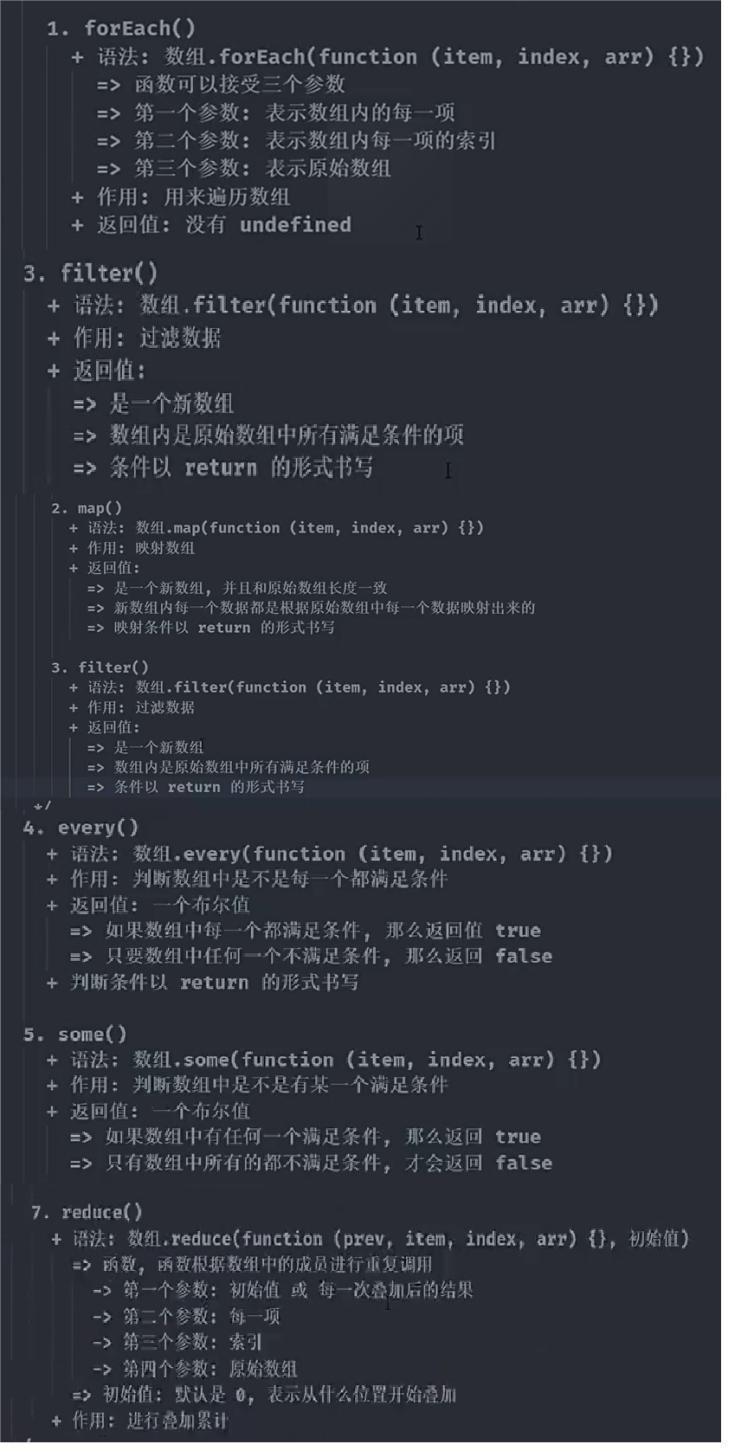 1. forEach()
+ 语法: 数组.forEach(function (item, index, arr) {})
=> 函数可以接受三个参数
=> 第一个参数: 表示数组内的每一项
=> 第二个参数: 表示数组内每一项的索引
=> 第三个参数: 表示原始数组
+ 作用: 用来遍历数组
+ 返回值: 没有 undefined
3. filter()
+ 语法: 数组.filter(function (item, index, arr) {})
+ 作用: 过滤数据
+ 返回值:
=> 是一个新数组
=> 数组内是原始数组中所有满足条件的项
=> 条件以 return 的形式书写
2. map()
+ 语法: 数组.map(function (item, index, arr) {})
+ 作用: 映射数组
+ 返回值:
=> 是一个新数组, 并且和原始数组长度一致
=> 新数组内每一个数据都是根据原始数组中每一个数据映射出来的
=> 映射条件以 return 的形式书写
3. filter()
+ 语法: 数组.filter(function (item, index, arr) {})
+ 作用: 过滤数据
+ 返回值:
=> 是一个新数组
=> 数组内是原始数组中所有满足条件的项
=> 条件以 return 的形式书写
*/
4. every()
+ 语法: 数组.every(function (item, index, arr) {})
+ 作用: 判断数组中是不是每一个都满足条件
+ 返回值: 一个布尔值
=> 如果数组中每一个都满足条件, 那么返回值 true
=> 只要数组中任何一个不满足条件, 那么返回 false
+ 判断条件以 return 的形式书写
5. some()
+ 语法: 数组.some(function (item, index, arr) {})
+ 作用: 判断数组中是不是有某一个满足条件
+ 返回值: 一个布尔值
=> 如果数组中有任何一个满足条件, 那么返回 true
=> 只有数组中所有的都不满足条件, 才会返回 false
7. reduce()
+ 语法: 数组.reduce(function (prev, item, index, arr) {}, 初始值)
=> 函数, 函数根据数组中的成员进行重复调用
-> 第一个参数: 初始值 或 每一次叠加后的结果
-> 第二个参数: 每一项
-> 第三个参数: 索引
-> 第四个参数: 原始数组
=> 初始值: 默认是 0, 表示从什么位置开始叠加
+ 作用: 进行叠加累计